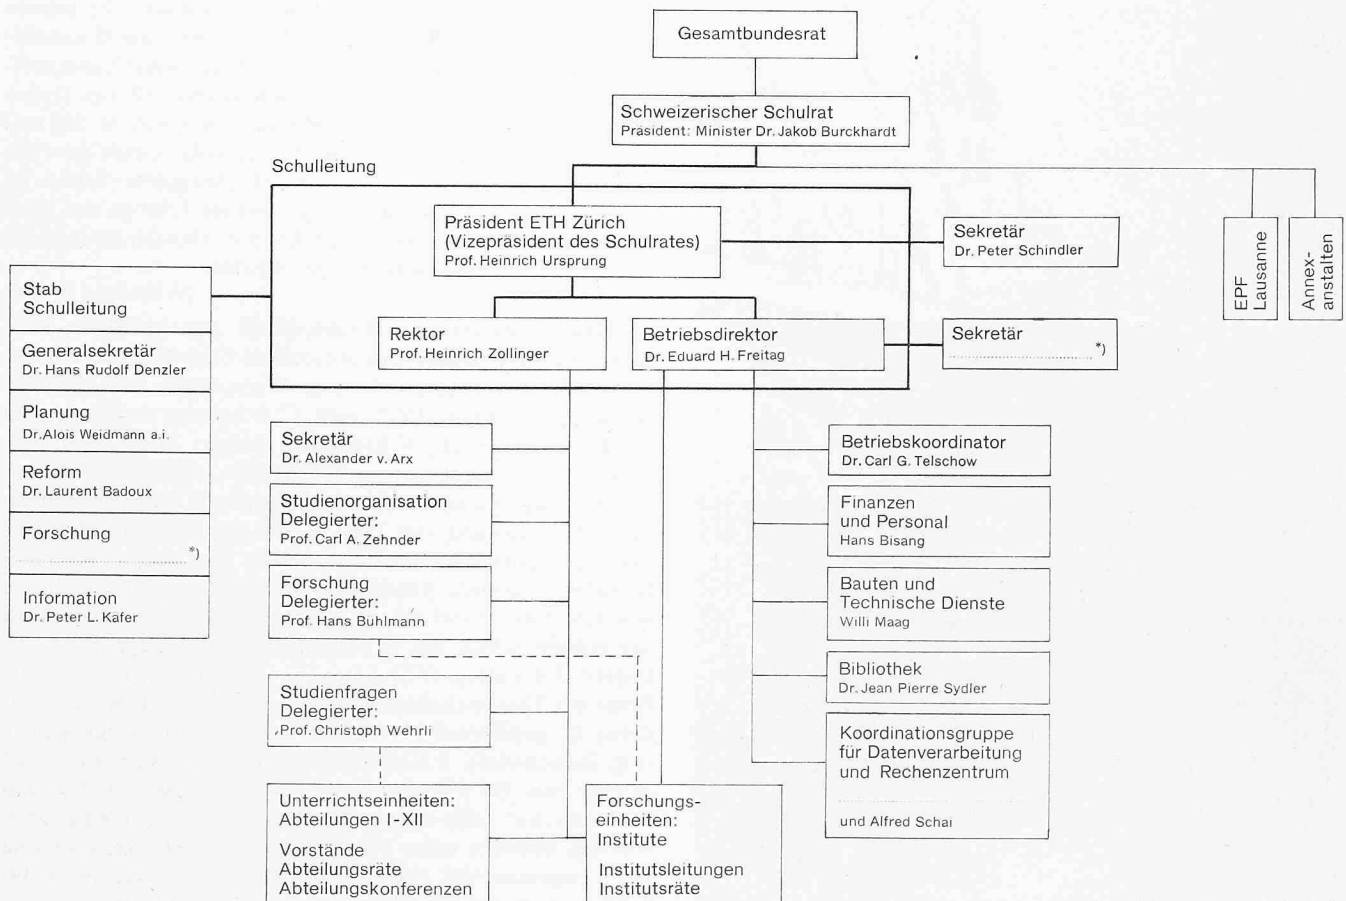 Gesamtbundesrat
Schweizerischer Schulrat
Präsident: Minister Dr. Jakob Burckhardt
Schulleitung
Präsident ETH Zürich
(Vizepräsident des Schulrates)
Prof. Heinrich Ursprung
Sekretär
Dr. Peter Schindler
EPF
Lausanne
Annex-
anstalten
Stab
Schulleitung
Generalsekretär
Dr. Hans Rudolf Denzler
Planung
Dr. Alois Weidmann a.i.
Reform
Dr. Laurent Badoux
Forschung
*)
Information
Dr. Peter L. Käfer
Rektor
Prof. Heinrich Zollinger
Betriebsdirektor
Dr. Eduard H. Freitag
Sekretär
*)
Sekretär
Dr. Alexander v. Arx
Studienorganisation
Delegierter:
Prof. Carl A. Zehnder
Forschung
Delegierter:
Prof. Hans Bühlmann
Studienfragen
Delegierter:
Prof. Christoph Wehrli
Unterrichtseinheiten:
Abteilungen I-XII
Vorstände
Abteilungsräte
Abteilungskonferenzen
Forschungs-
einheiten:
Institute
Institutsleitungen
Institutsräte
Betriebskoordinator
Dr. Carl G. Telschow
Finanzen
und Personal
Hans Bisang
Bauten und
Technische Dienste
Willi Maag
Bibliothek
Dr. Jean Pierre Sydler
Koordinationsgruppe
für Datenverarbeitung
und Rechenzentrum
und Alfred Schai